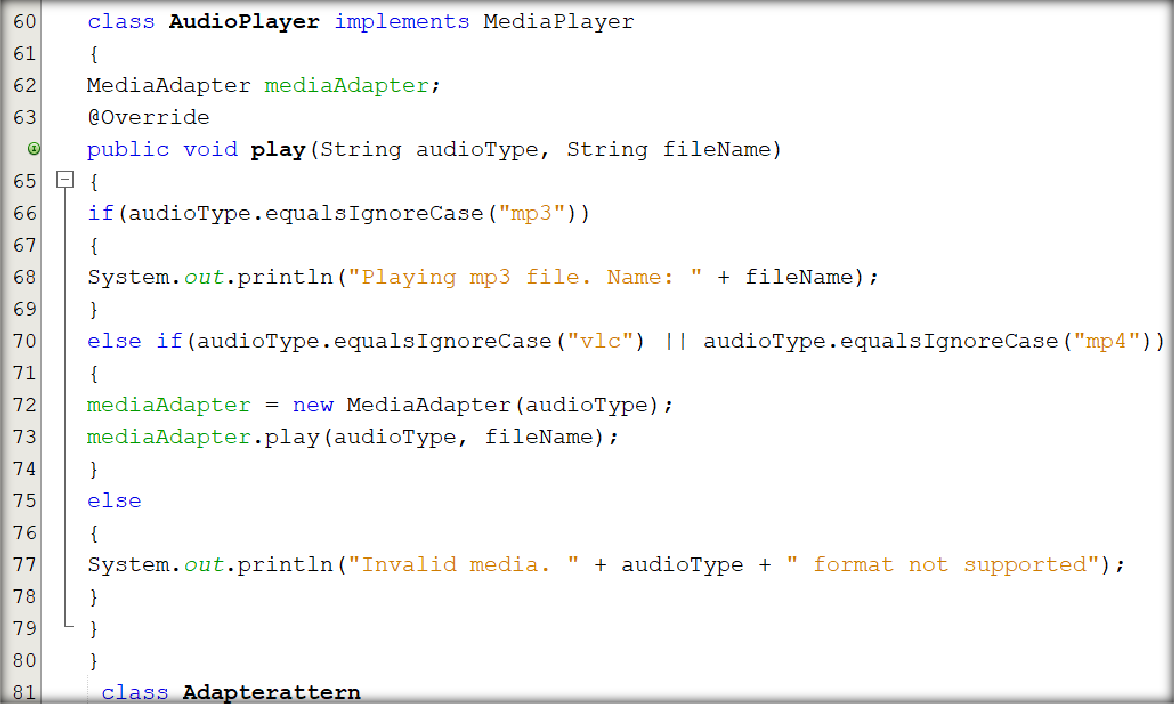 60 class AudioPlayer implements MediaPlayer
61 {
62 MediaAdapter mediaAdapter;
63 @Override
public void play(String audioType, String fileName)
65 {
66 if(audioType.equalsIgnoreCase("mp3"))
67 {
68 System.out.println("Playing mp3 file. Name: " + fileName);
69 }
70 else if(audioType.equalsIgnoreCase("vlc") || audioType.equalsIgnoreCase("mp4"))
71 {
72 mediaAdapter = new MediaAdapter(audioType);
73 mediaAdapter.play(audioType, fileName);
74 }
75 else
76 {
77 System.out.println("Invalid media. " + audioType + " format not supported");
78 }
79 }
80 }
81 class Adapterattern